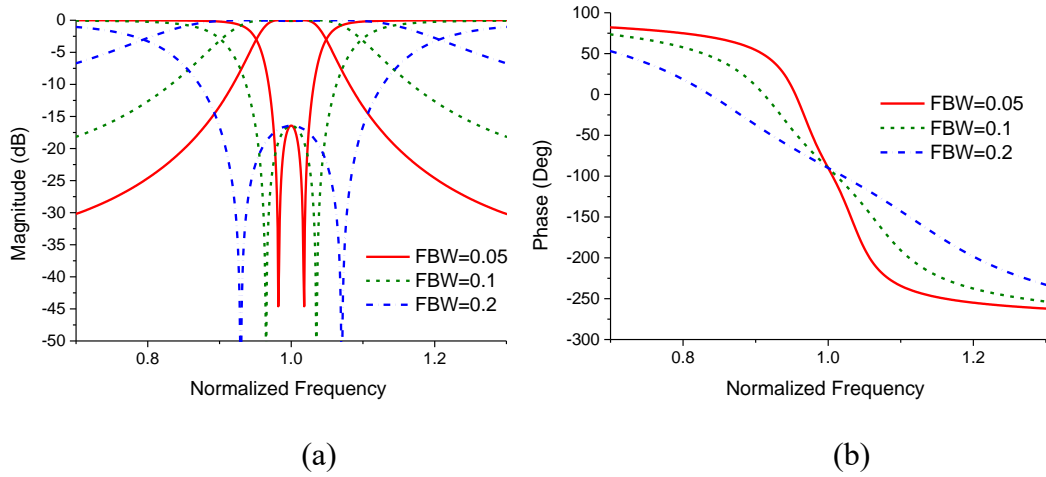 0
-5
-10
-15
-20
-25
-30
-35
-40
-45
-50
0.8
1.0
1.2
Magnitude (dB)
Normalized Frequency
FBW=0.05
FBW=0.1
FBW=0.2
(a)
100
50
0
-50
-100
-150
-200
-250
-300
0.8
1.0
1.2
Phase (Deg)
Normalized Frequency
FBW=0.05
FBW=0.1
FBW=0.2
(b)